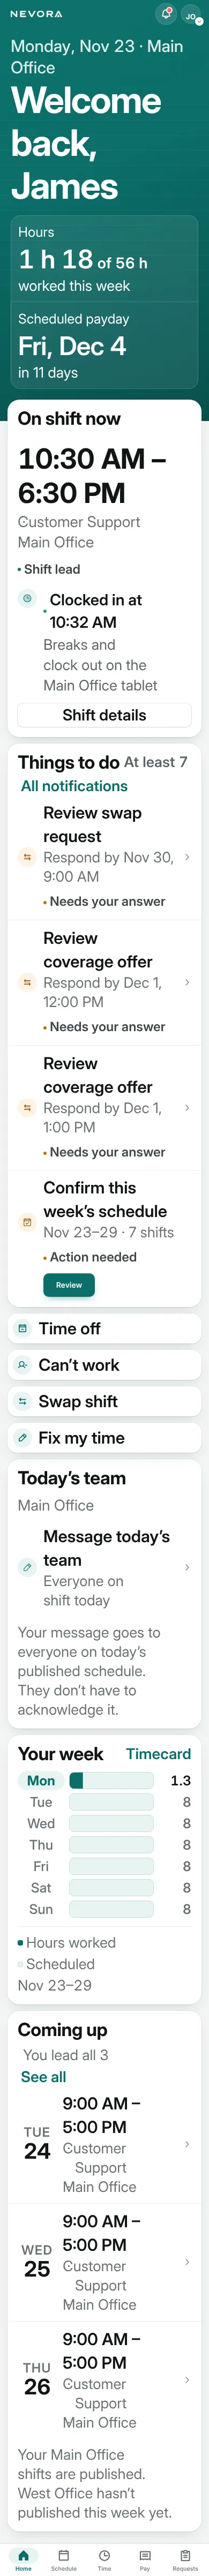 NEVORA
JO
Monday, Nov 23 · Main
Office
Welcome
back,
James
Hours
1 h 18 of 56 h
worked this week
Scheduled payday
Fri, Dec 4
in 11 days
On shift now
10:30 AM –
6:30 PM
Customer Support
Main Office
• Shift lead
Clocked in at
10:32 AM
Breaks and
clock out on the
Main Office tablet
Shift details
Things to do At least 7
All notifications
Review swap
request
Respond by Nov 30,
9:00 AM
• Needs your answer
Review
coverage offer
Respond by Dec 1,
12:00 PM
• Needs your answer
Review
coverage offer
Respond by Dec 1,
1:00 PM
• Needs your answer
Confirm this
week’s schedule
Nov 23–29 · 7 shifts
• Action needed
Review
Time off
Can’t work
Swap shift
Fix my time
Today’s team
Main Office
Message today’s
team
Everyone on
shift today
Your message goes to
everyone on today’s
published schedule.
They don’t have to
acknowledge it.
Your week Timecard
Mon 1.3
Tue 8
Wed 8
Thu 8
Fri 8
Sat 8
Sun 8
Hours worked
Scheduled
Nov 23–29
Coming up
You lead all 3
See all
TUE
24
9:00 AM –
5:00 PM
Customer
Support
Main Office
WED
25
9:00 AM –
5:00 PM
Customer
Support
Main Office
THU
26
9:00 AM –
5:00 PM
Customer
Support
Main Office
Your Main Office
shifts are published.
West Office hasn’t
published this week yet.
Home Schedule Time Pay Requests